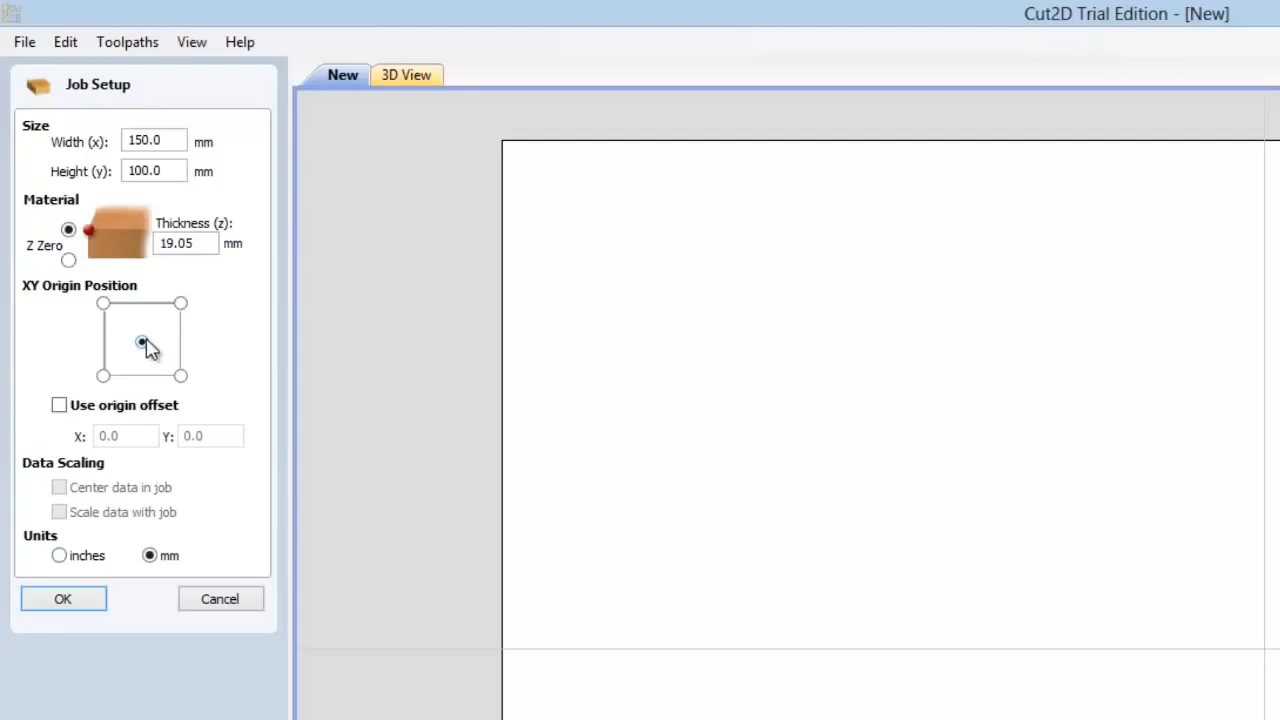 Cut2D Trial Edition - [New]
File Edit Toolpaths View Help
Job Setup
New 3D View
Size
Width (x): 150.0 mm
Height (y): 100.0 mm
Material
Thickness (z):
Z Zero 19.05 mm
XY Origin Position
Use origin offset
X: 0.0 Y: 0.0
Data Scaling
Center data in job
Scale data with job
Units
inches mm
OK Cancel